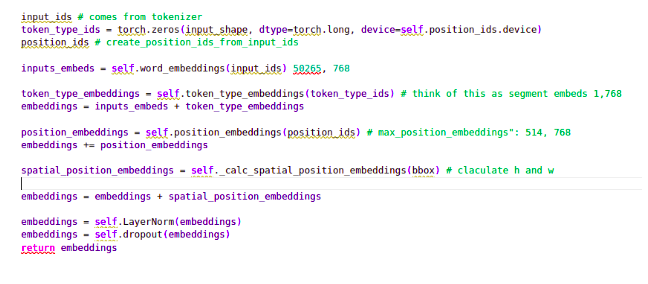 input_ids # comes from tokenizer
token_type_ids = torch.zeros(input_shape, dtype=torch.long, device=self.position_ids.device)
position_ids # create_position_ids_from_input_ids
inputs_embeds = self.word_embeddings(input_ids) 50265, 768
token_type_embeddings = self.token_type_embeddings(token_type_ids) # think of this as segment embeds 1,768
embeddings = inputs_embeds + token_type_embeddings
position_embeddings = self.position_embeddings(position_ids) # max_position_embeddings": 514, 768
embeddings += position_embeddings
spatial_position_embeddings = self._calc_spatial_position_embeddings(bbox) # claculate h and w
embeddings = embeddings + spatial_position_embeddings
embeddings = self.LayerNorm(embeddings)
embeddings = self.dropout(embeddings)
return embeddings